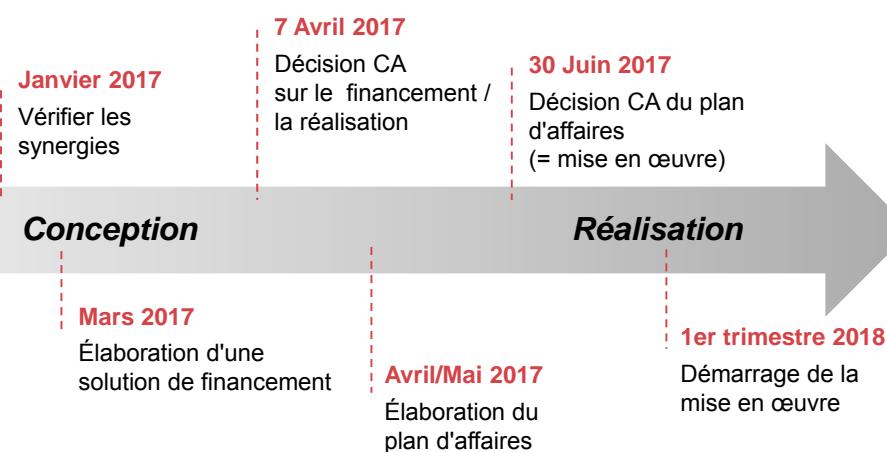 7 Avril 2017
Décision CA
sur le financement /
la réalisation
Janvier 2017
Vérifier les
synergies
30 Juin 2017
Décision CA du plan
d'affaires
(= mise en œuvre)
Conception
Réalisation
Mars 2017
Élaboration d'une
solution de financement
Avril/Mai 2017
Élaboration du
plan d'affaires
1er trimestre 2018
Démarrage de la
mise en œuvre